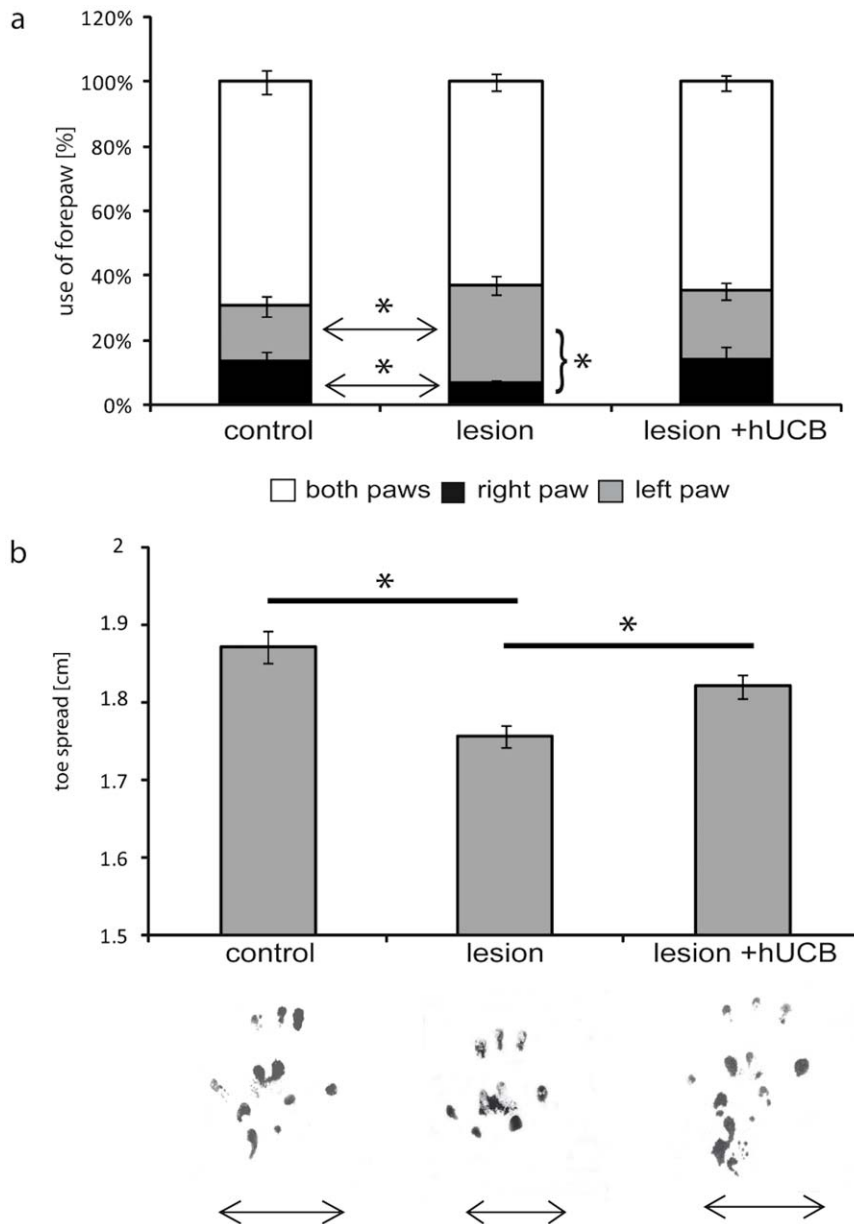 a
120%
100%
80%
60%
40%
20%
0%
use of forepaw [%]
*
*
} *
control lesion lesion +hUCB
both paws right paw left paw
b
2
1.9
1.8
1.7
1.6
1.5
toe spread [cm]
*
*
control lesion lesion +hUCB